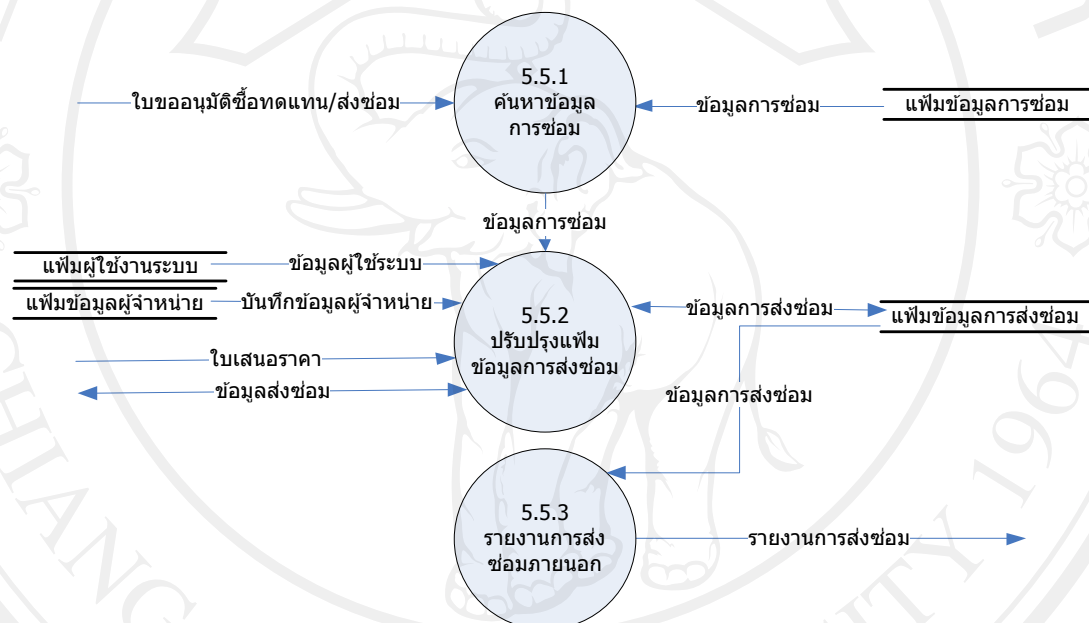 5.5.1
ค้นหาข้อมูล
การซ่อม
ใบขออนุมัติซื้อทดแทน/ส่งซ่อม
ข้อมูลการซ่อม
แฟ้มข้อมูลการซ่อม
ข้อมูลการซ่อม
แฟ้มผู้ใช้งานระบบ
ข้อมูลผู้ใช้ระบบ
แฟ้มข้อมูลผู้จำหน่าย
บันทึกข้อมูลผู้จำหน่าย
5.5.2
ปรับปรุงแฟ้ม
ข้อมูลการส่งซ่อม
ข้อมูลการส่งซ่อม
แฟ้มข้อมูลการส่งซ่อม
ใบเสนอราคา
ข้อมูลส่งซ่อม
ข้อมูลการส่งซ่อม
5.5.3
รายงานการส่ง
ซ่อมภายนอก
รายงานการส่งซ่อม
CHIANG
UNIVERSITY 1964